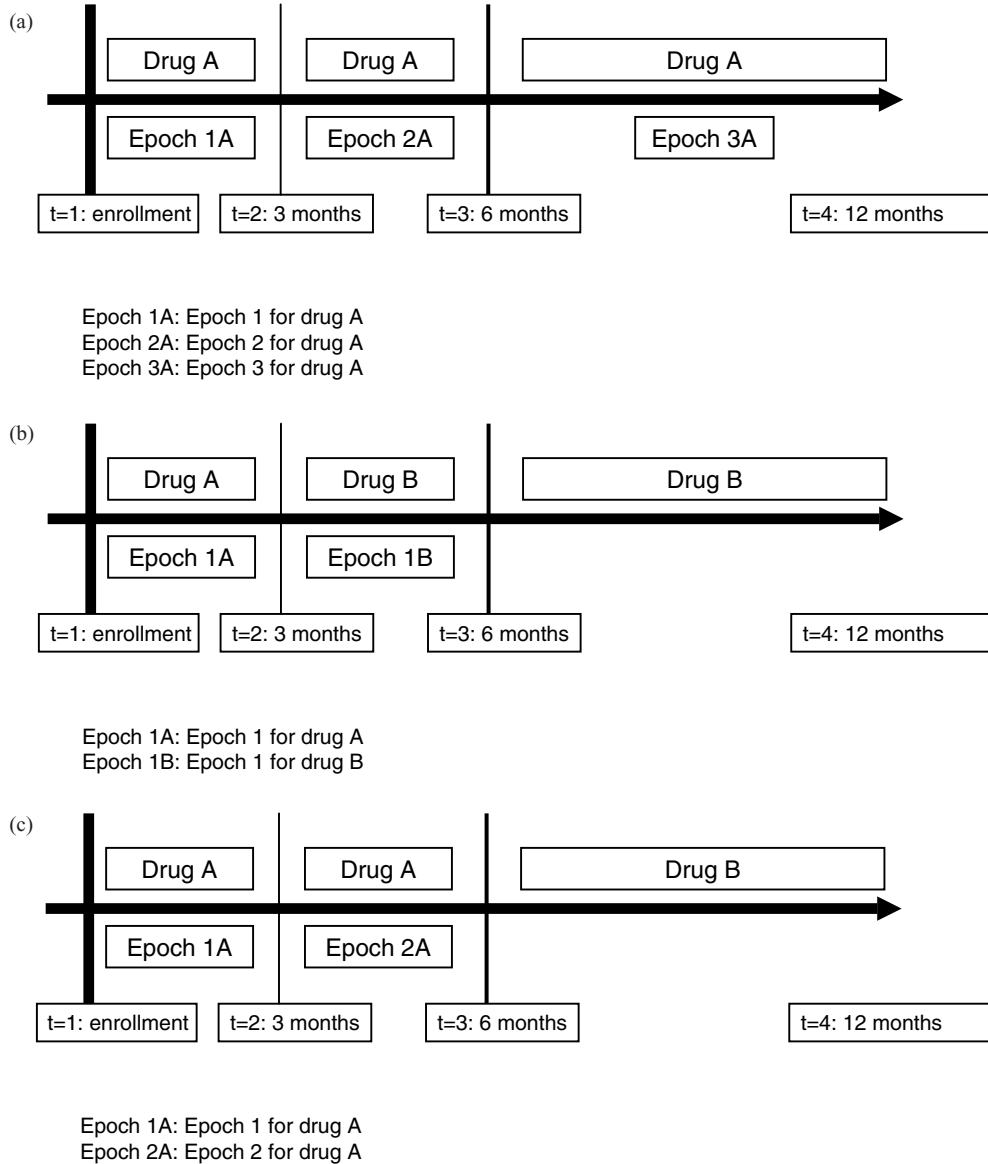 (a)
Drug A Drug A Drug A
Epoch 1A Epoch 2A Epoch 3A
t=1: enrollment t=2: 3 months t=3: 6 months t=4: 12 months
Epoch 1A: Epoch 1 for drug A
Epoch 2A: Epoch 2 for drug A
Epoch 3A: Epoch 3 for drug A
(b)
Drug A Drug B Drug B
Epoch 1A Epoch 1B
t=1: enrollment t=2: 3 months t=3: 6 months t=4: 12 months
Epoch 1A: Epoch 1 for drug A
Epoch 1B: Epoch 1 for drug B
(c)
Drug A Drug A Drug B
Epoch 1A Epoch 2A
t=1: enrollment t=2: 3 months t=3: 6 months t=4: 12 months
Epoch 1A: Epoch 1 for drug A
Epoch 2A: Epoch 2 for drug A